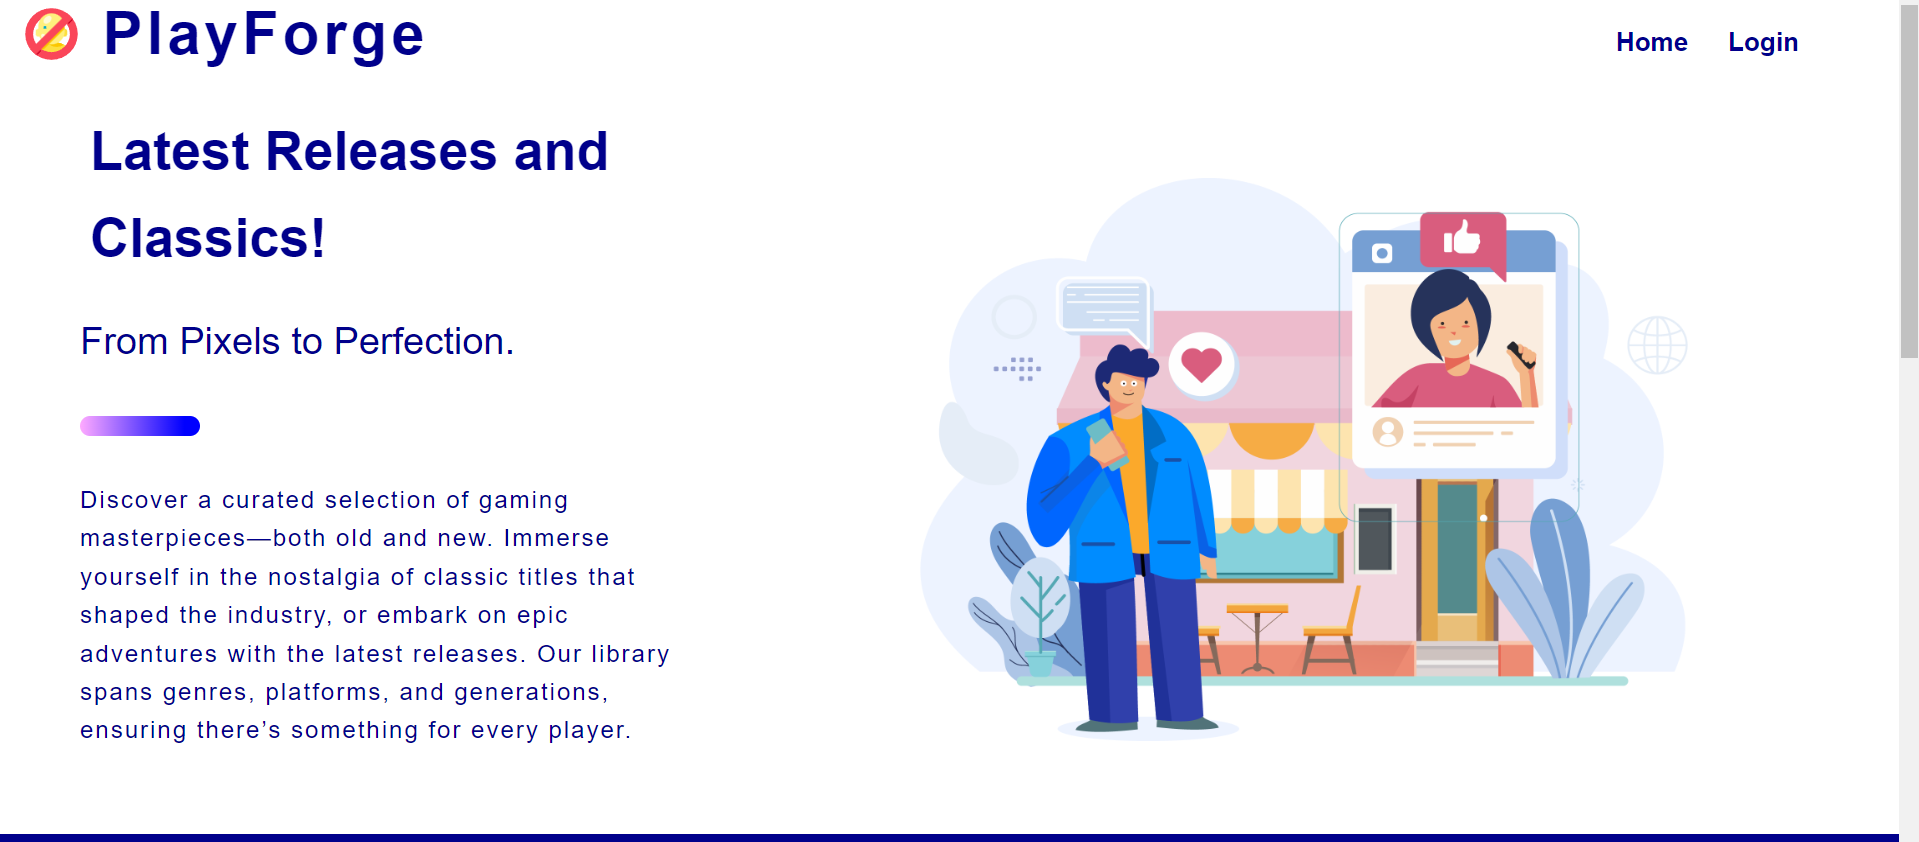 PlayForge
Home Login
Latest Releases and
Classics!
From Pixels to Perfection.
Discover a curated selection of gaming
masterpieces—both old and new. Immerse
yourself in the nostalgia of classic titles that
shaped the industry, or embark on epic
adventures with the latest releases. Our library
spans genres, platforms, and generations,
ensuring there’s something for every player.